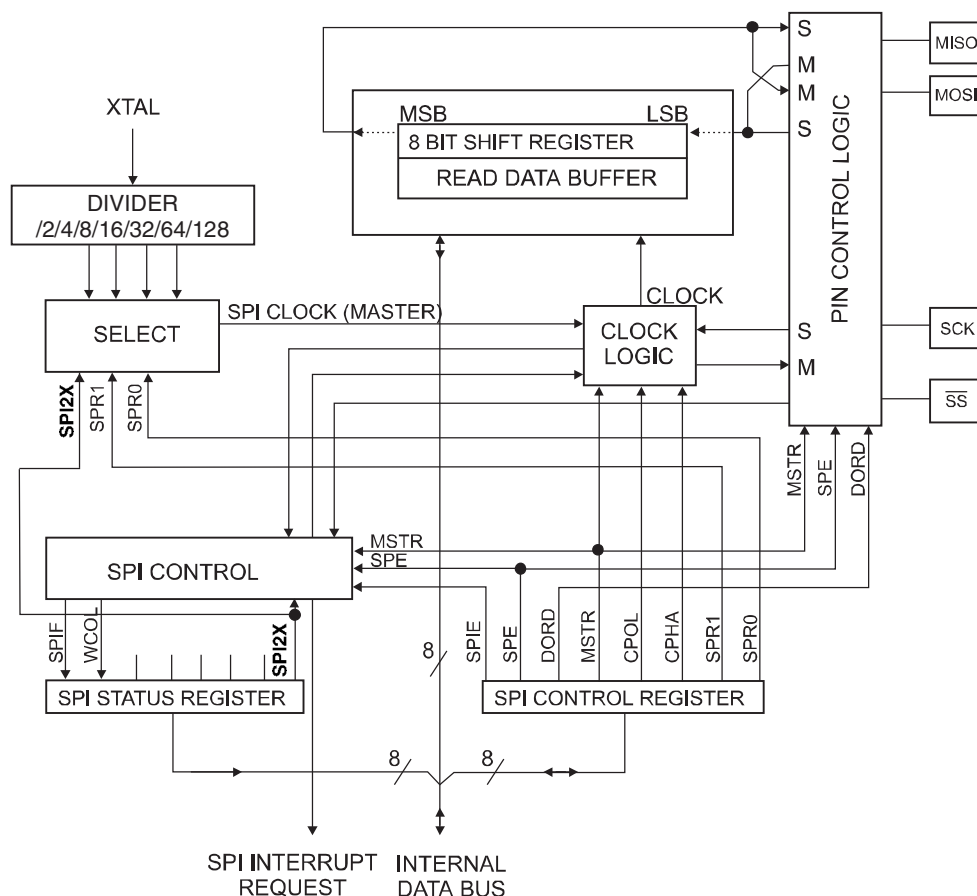 S
MISO
M
M
MOSI
XTAL
MSB
LSB
S
8 BIT SHIFT REGISTER
READ DATA BUFFER
DIVIDER
/2/4/8/16/32/64/128
PIN CONTROL LOGIC
SPI CLOCK (MASTER)
CLOCK
SELECT
CLOCK
LOGIC
S
SCK
M
SPI2X
SPR1
SPR0
SS
MSTR
SPE
DORD
MSTR
SPE
SPI CONTROL
SPIF
WCOL
SPI2X
SPIE
SPE
DORD
MSTR
CPOL
CPHA
SPR1
SPR0
8
SPI STATUS REGISTER
SPI CONTROL REGISTER
8
8
SPI INTERRUPT
REQUEST
INTERNAL
DATA BUS